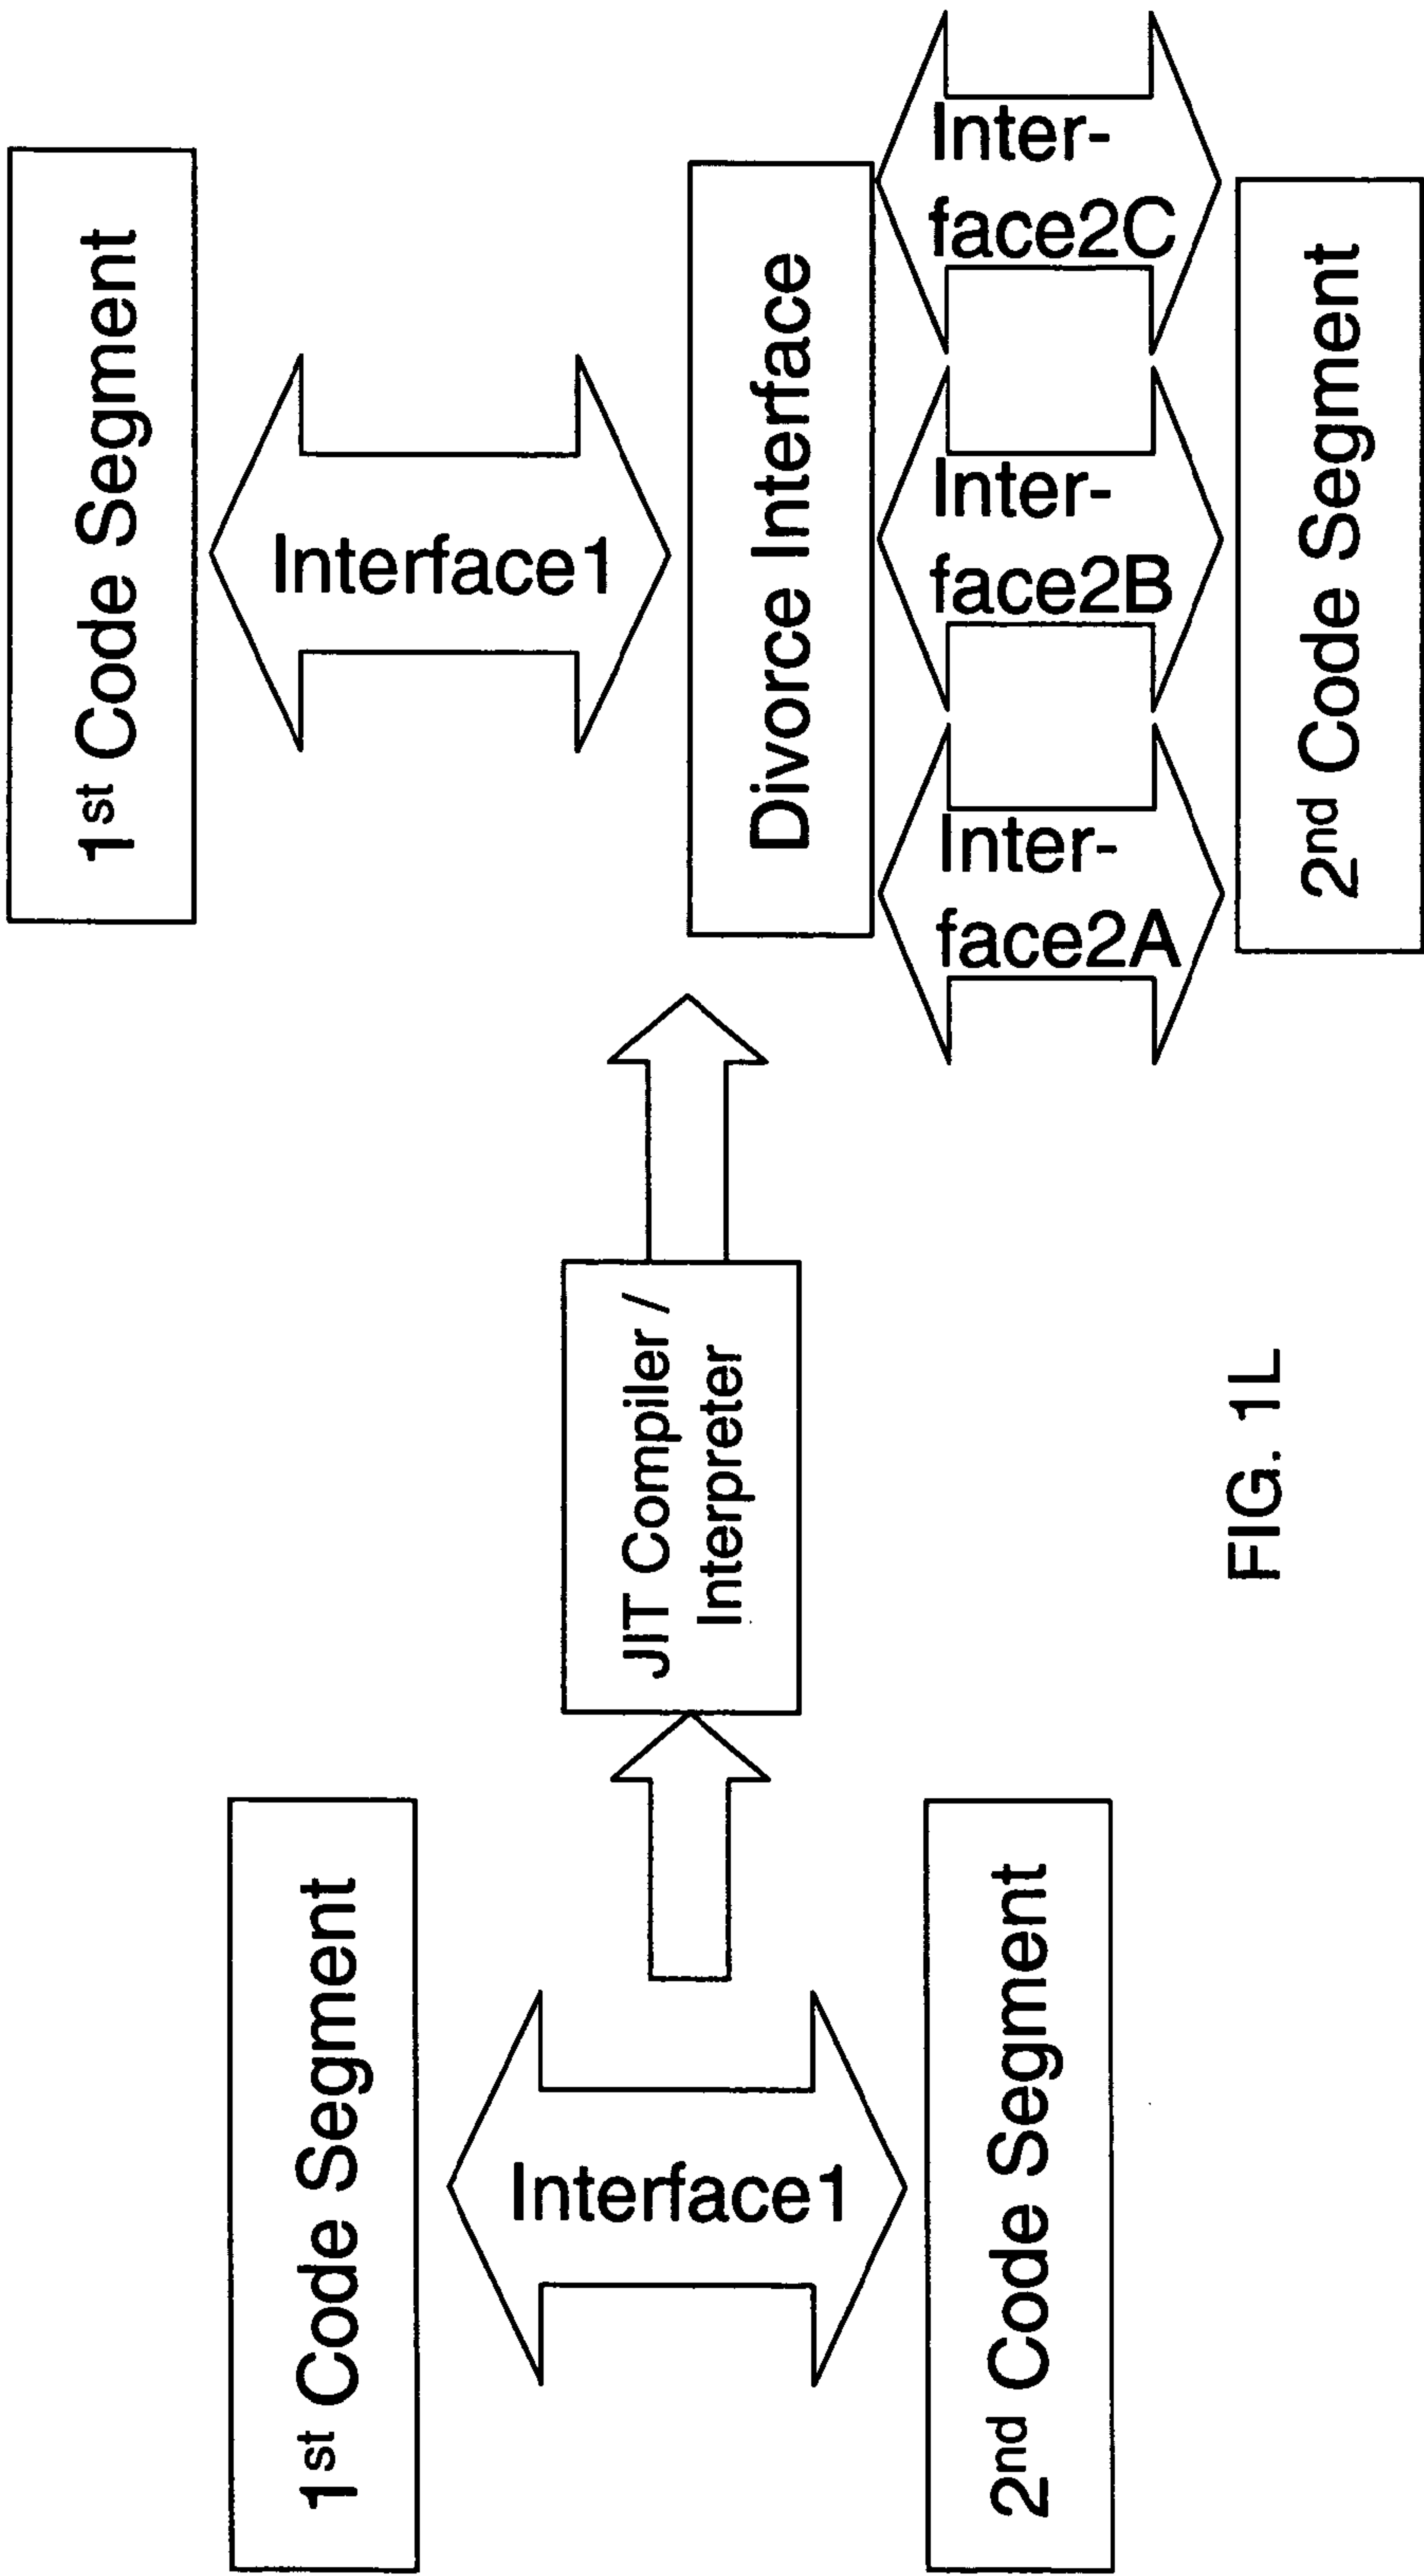 1st Code Segment
Interface1
2nd Code Segment
JIT Compiler /
Interpreter
1st Code Segment
Interface1
Divorce Interface
Inter-
face2A
Inter-
face2B
Inter-
face2C
2nd Code Segment
FIG. 1L